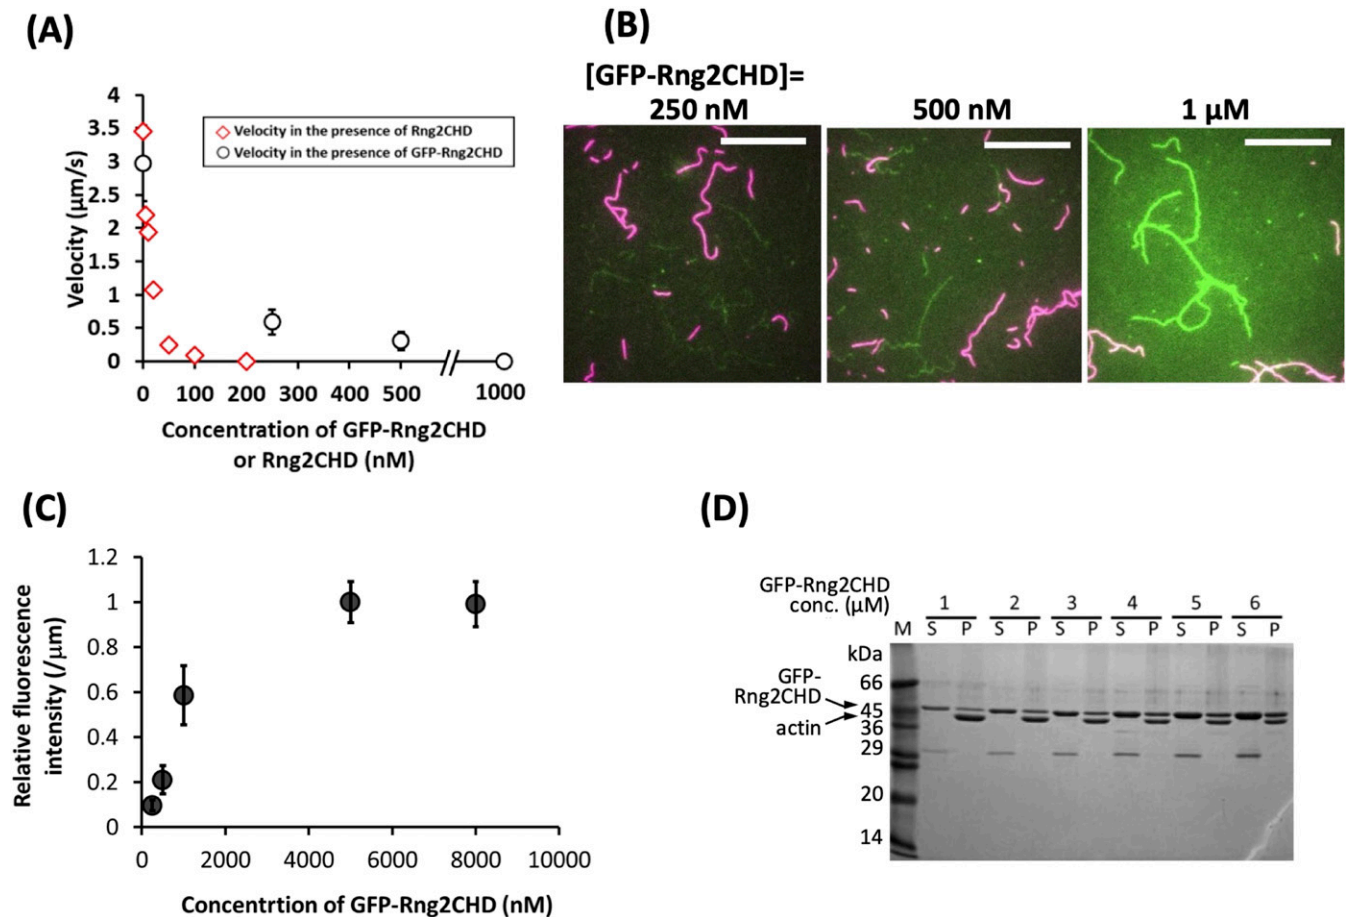 (A)
4
3.5
3
2.5
2
1.5
1
0.5
0
Velocity (μm/s)
Velocity in the presence of Rng2CHD
Velocity in the presence of GFP-Rng2CHD
0 100 200 300 400 500 1000
Concentration of GFP-Rng2CHD
or Rng2CHD (nM)
(B)
[GFP-Rng2CHD]=
250 nM 500 nM 1 μM
(C)
1.2
1
0.8
0.6
0.4
0.2
0
Relative fluorescence
intensity (/μm)
0 2000 4000 6000 8000 10000
Concentrtion of GFP-Rng2CHD (nM)
(D)
GFP-Rng2CHD
conc. (μM)
1 2 3 4 5 6
M S P S P S P S P S P S P
kDa
66
GFP-
Rng2CHD
45
actin
36
29
20
14